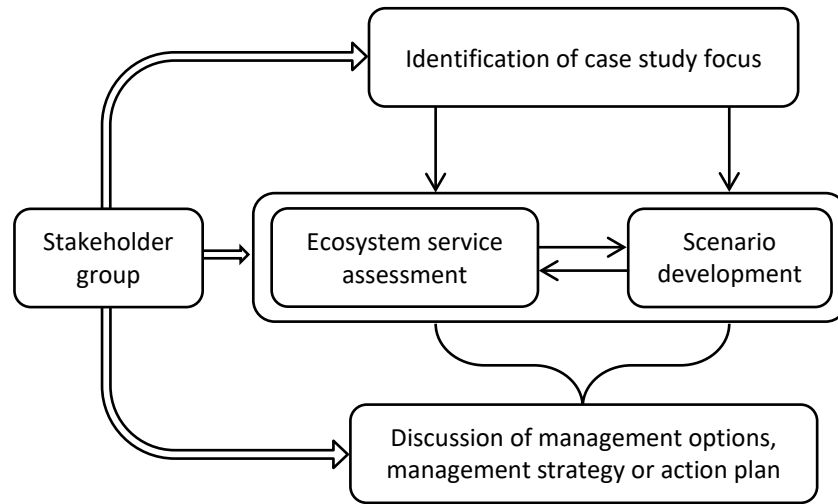 Identification of case study focus
Stakeholder
group
Ecosystem service
assessment
Scenario
development
Discussion of management options,
management strategy or action plan